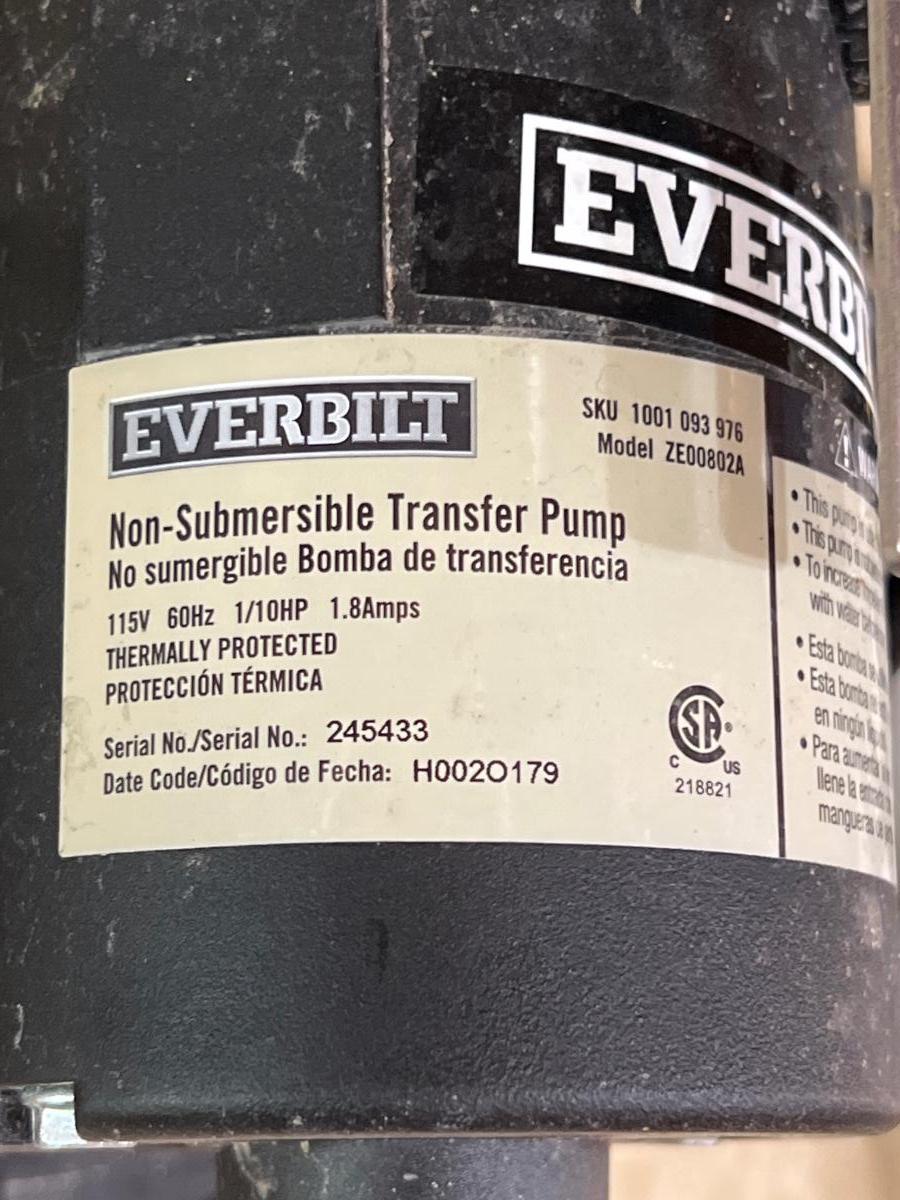 EVERBILT
EVERBILT
SKU 1001 093 976
Model ZE00802A
Non-Submersible Transfer Pump
No sumergible Bomba de transferencia
115V 60Hz 1/10HP 1.8Amps
THERMALLY PROTECTED
PROTECCIÓN TÉRMICA
Serial No./Serial No.: 245433
Date Code/Código de Fecha: H002O179
CSA®
C US
218821
• This pump
• This pump
• To increase
with water
• Esta bomba se
• Esta bomba
en ningún
• Para aumentar
llene la
mangueras